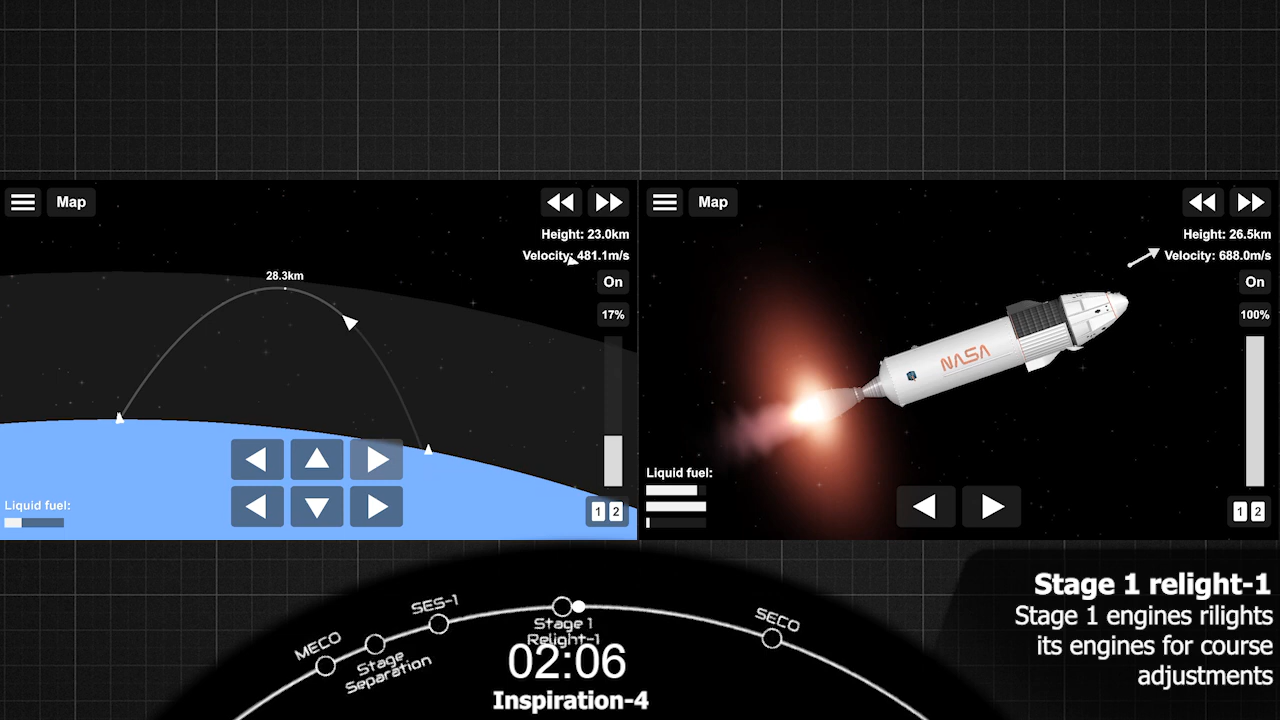 Map
Height: 23.0km
Velocity: 481.1m/s
On
17%
28.3km
Liquid fuel:
1 2
Map
Height: 26.5km
Velocity: 688.0m/s
On
100%
NASA
Liquid fuel:
1 2
MECO
Stage
Separation
SES-1
Stage 1
Relight-1
SECO
02:06
Inspiration-4
Stage 1 relight-1
Stage 1 engines rilights
its engines for course
adjustments